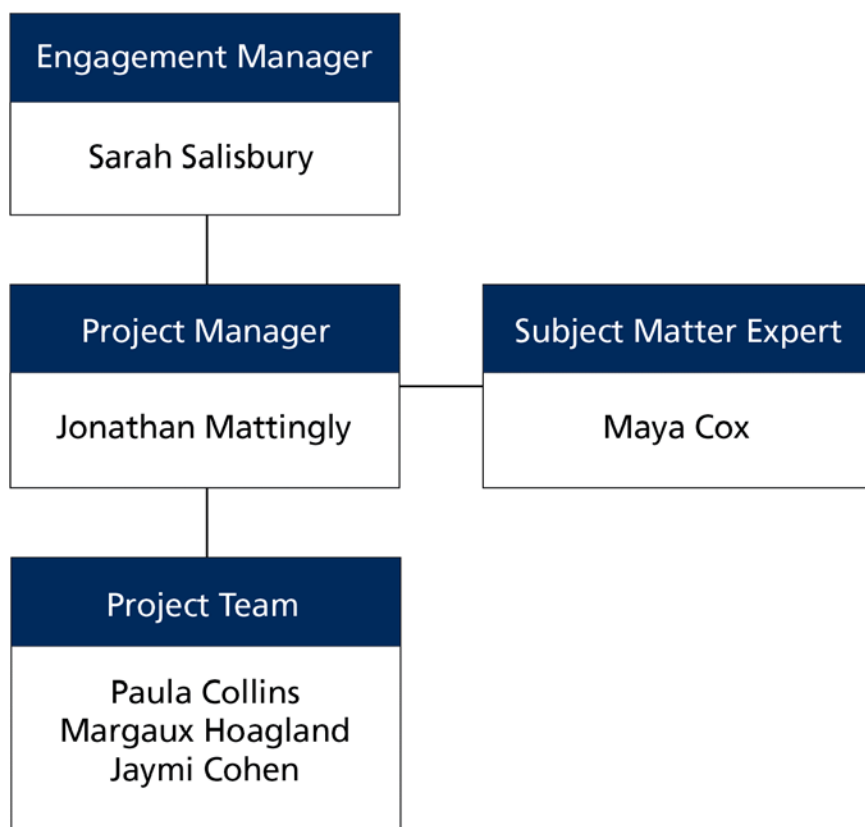 Engagement Manager
Sarah Salisbury
Project Manager
Jonathan Mattingly
Subject Matter Expert
Maya Cox
Project Team
Paula Collins
Margaux Hoagland
Jaymi Cohen